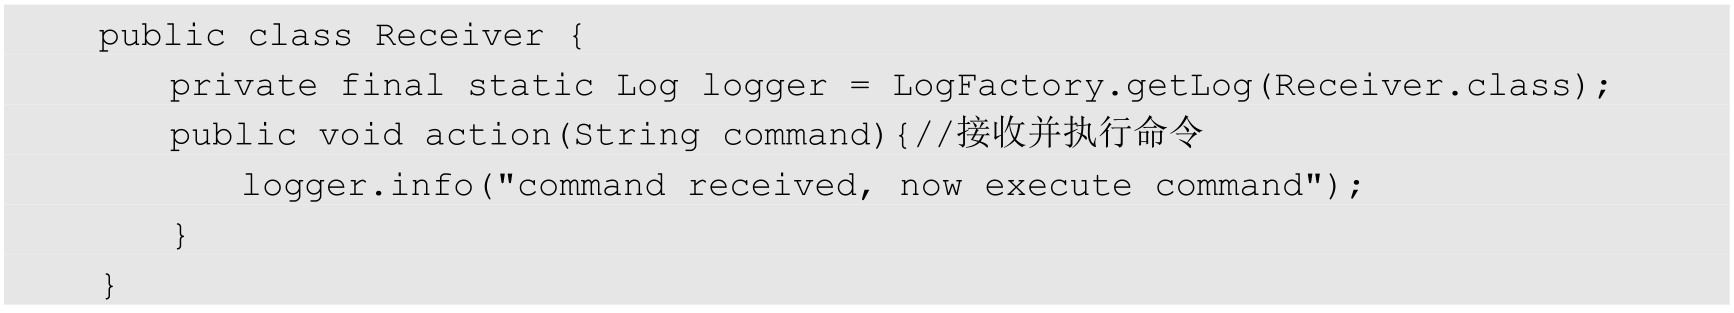 public class Receiver {
private final static Log logger = LogFactory.getLog(Receiver.class);
public void action(String command){//接收并执行命令
logger.info("command received, now execute command");
}
}